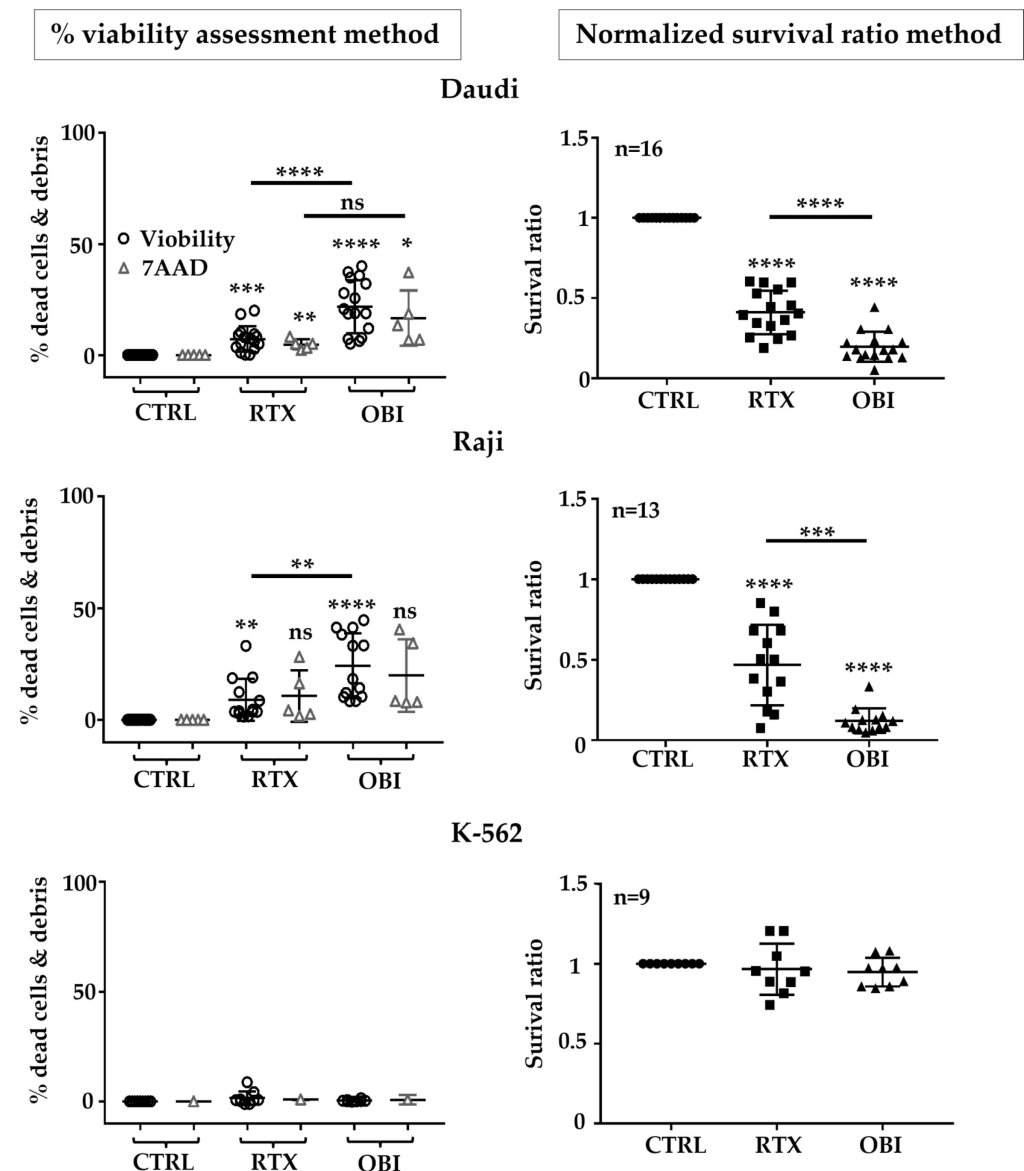 % viability assessment method
Normalized survival ratio method
Daudi
% dead cells & debris
100
50
0
Viobility
7AAD
***
**
****
ns
****
*
CTRL
RTX
OBI
Surival ratio
1.5
1
0.5
0
n=16
****
****
****
CTRL
RTX
OBI
Raji
% dead cells & debris
100
50
0
**
**
ns
****
ns
CTRL
RTX
OBI
Surival ratio
1.5
1
0.5
0
n=13
***
****
****
CTRL
RTX
OBI
K-562
% dead cells & debris
100
50
0
CTRL
RTX
OBI
Surival ratio
1.5
1
0.5
0
n=9
CTRL
RTX
OBI